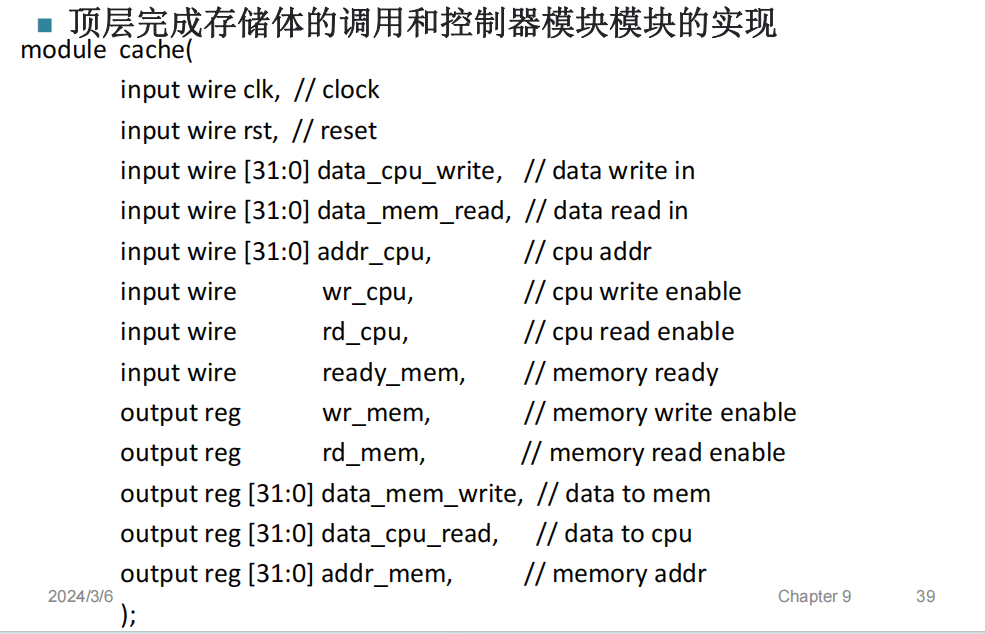 ■ 顶层完成存储体的调用和控制器模块模块的实现
module cache(
input wire clk, // clock
input wire rst, // reset
input wire [31:0] data_cpu_write, // data write in
input wire [31:0] data_mem_read, // data read in
input wire [31:0] addr_cpu, // cpu addr
input wire wr_cpu, // cpu write enable
input wire rd_cpu, // cpu read enable
input wire ready_mem, // memory ready
output reg wr_mem, // memory write enable
output reg rd_mem, // memory read enable
output reg [31:0] data_mem_write, // data to mem
output reg [31:0] data_cpu_read, // data to cpu
output reg [31:0] addr_mem, // memory addr
2024/3/6 Chapter 9 39
);